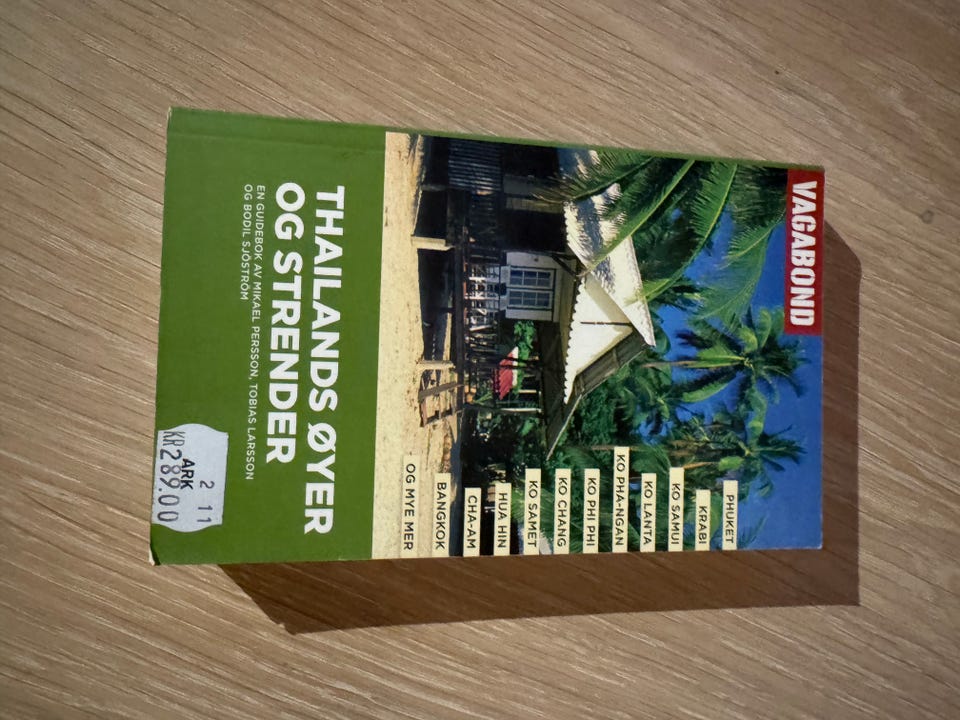 VAGABOND
PHUKET
KRABI
KO SAMUI
KO LANTA
KO PHA-NGAN
KO PHI PHI
KO CHANG
KO SAMET
HUA HIN
CHA-AM
BANGKOK
OG MYE MER
THAILANDS ØYER
OG STRENDER
EN GUIDEBOK AV MIKAEL PERSSON, TOBIAS LARSSON
OG BODIL SJÖSTRÖM
2 11
ARK
KR289.00